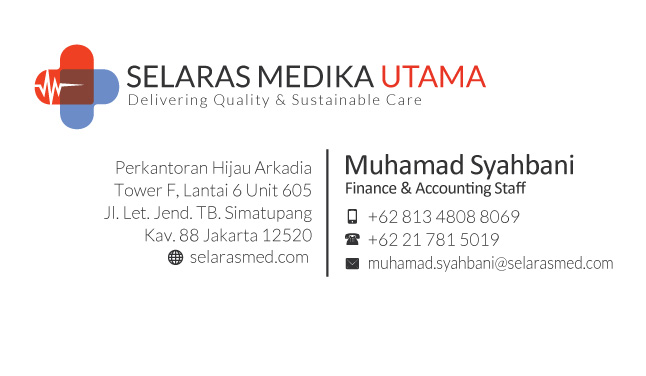 SELARAS MEDIKA UTAMA
Delivering Quality & Sustainable Care
Perkantoran Hijau Arkadia
Tower F, Lantai 6 Unit 605
Jl. Let. Jend. TB. Simatupang
Kav. 88 Jakarta 12520
selarasmed.com
Muhamad Syahbani
Finance & Accounting Staff
+62 813 4808 8069
+62 21 781 5019
muhamad.syahbani@selarasmed.com